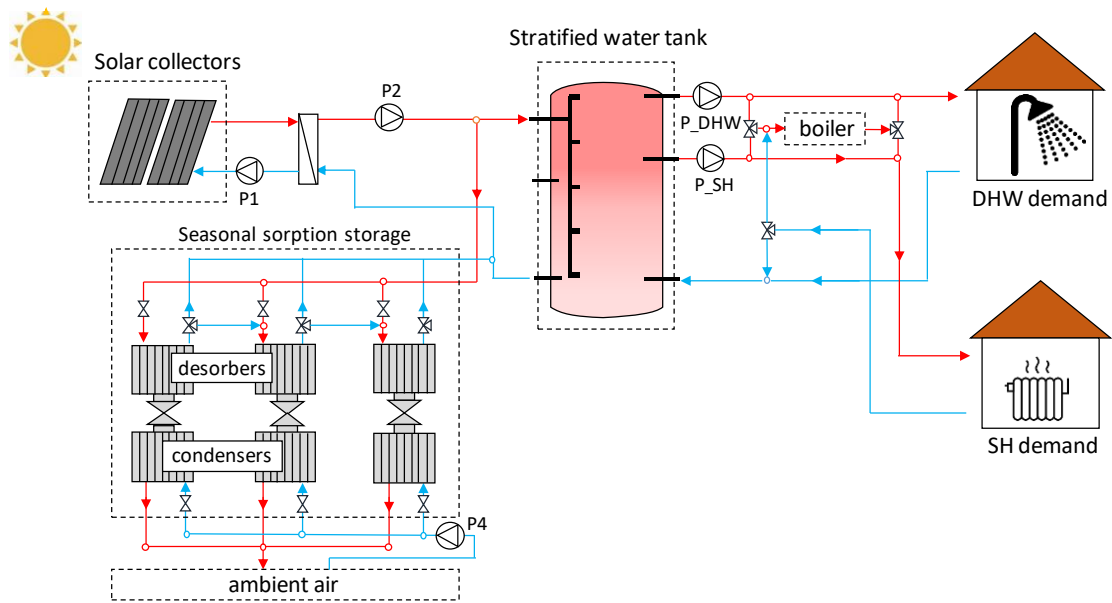 Stratified water tank
Solar collectors
P2
P_DHW
boiler
P_SH
P1
DHW demand
Seasonal sorption storage
desorbers
condensers
SH demand
P4
ambient air